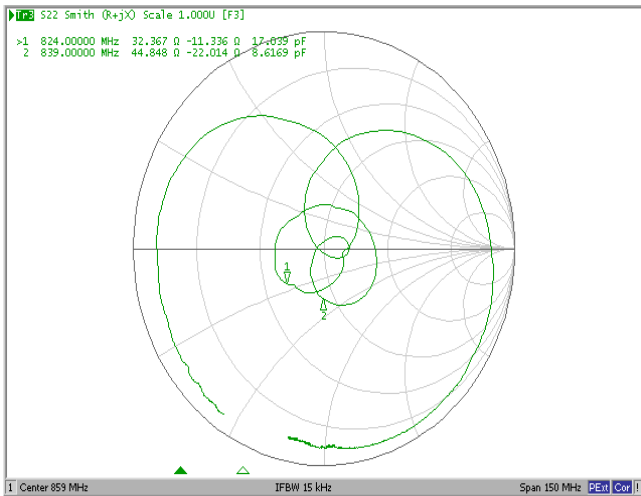 Tr3 S22 Smith (R+jX) Scale 1.000U [F3]
>1 824.00000 MHz 32.367 Ω -11.336 Ω 17.039 pF
2 839.00000 MHz 44.848 Ω -22.014 Ω 8.6169 pF
1
2
1 Center 859 MHz IFBW 15 kHz Span 150 MHz PExt Cor !